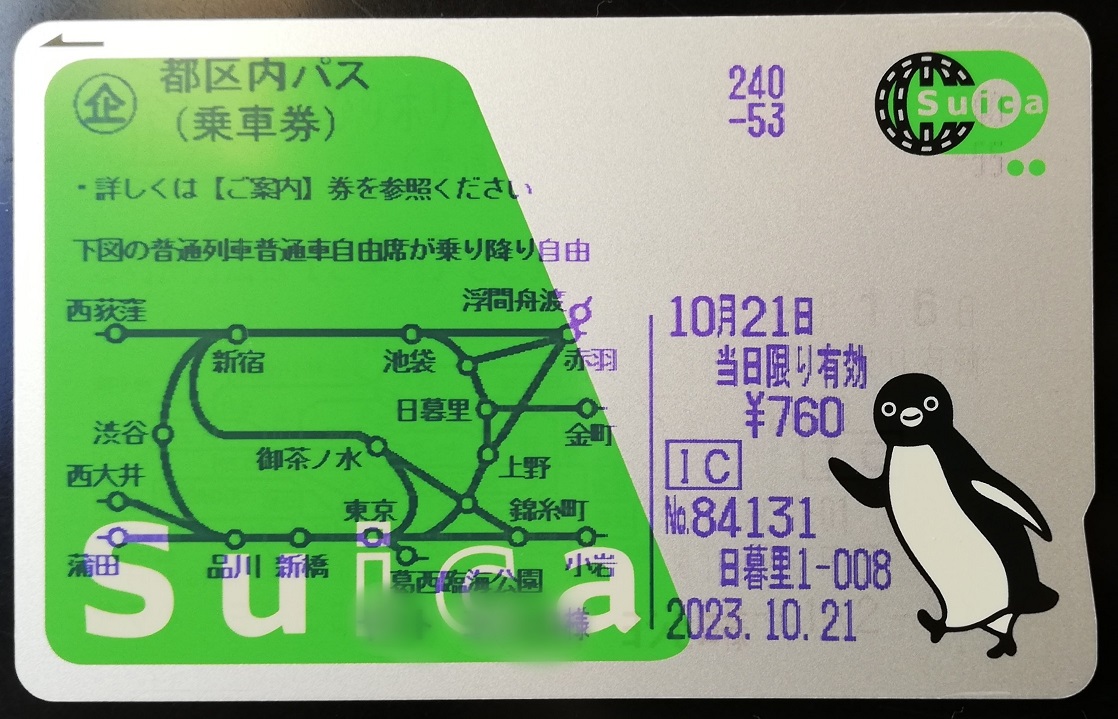 企
都区内パス
（乗車券）
240
-53
Suica
・詳しくは【ご案内】券を参照ください
下図の普通列車普通車自由席が乗り降り自由
西荻窪
新宿
池袋
浮間舟渡
赤羽
日暮里
金町
渋谷
御茶ノ水
上野
西大井
東京
錦糸町
蒲田
品川
新橋
葛西臨海公園
小岩
Suica
様
10月21日
当日限り有効
¥760
IC
No.84131
日暮里1-008
2023.10.21